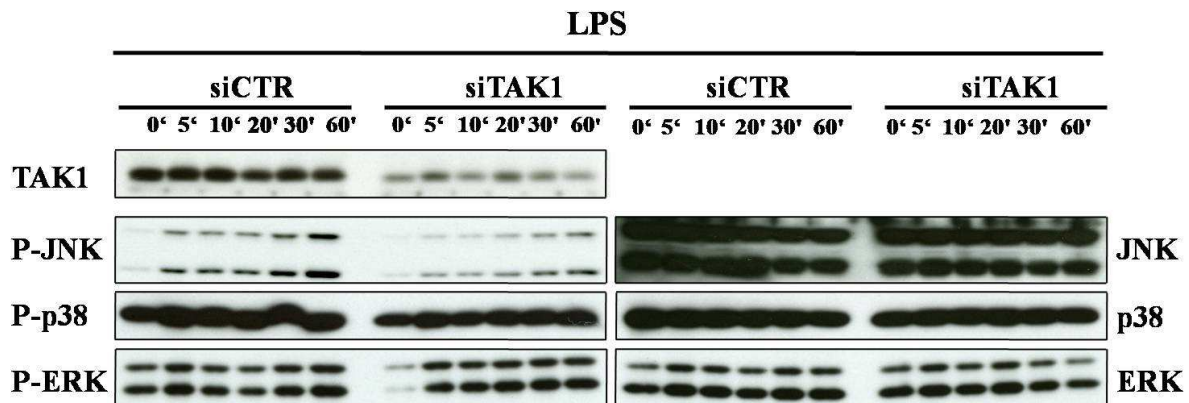 LPS
siCTR siTAK1 siCTR siTAK1
0‘ 5‘ 10‘ 20' 30' 60' 0‘ 5‘ 10‘ 20' 30‘ 60' 0‘ 5‘ 10‘ 20' 30‘ 60' 0‘ 5‘ 10‘ 20' 30‘ 60'
TAK1
P-JNK JNK
P-p38 p38
P-ERK ERK